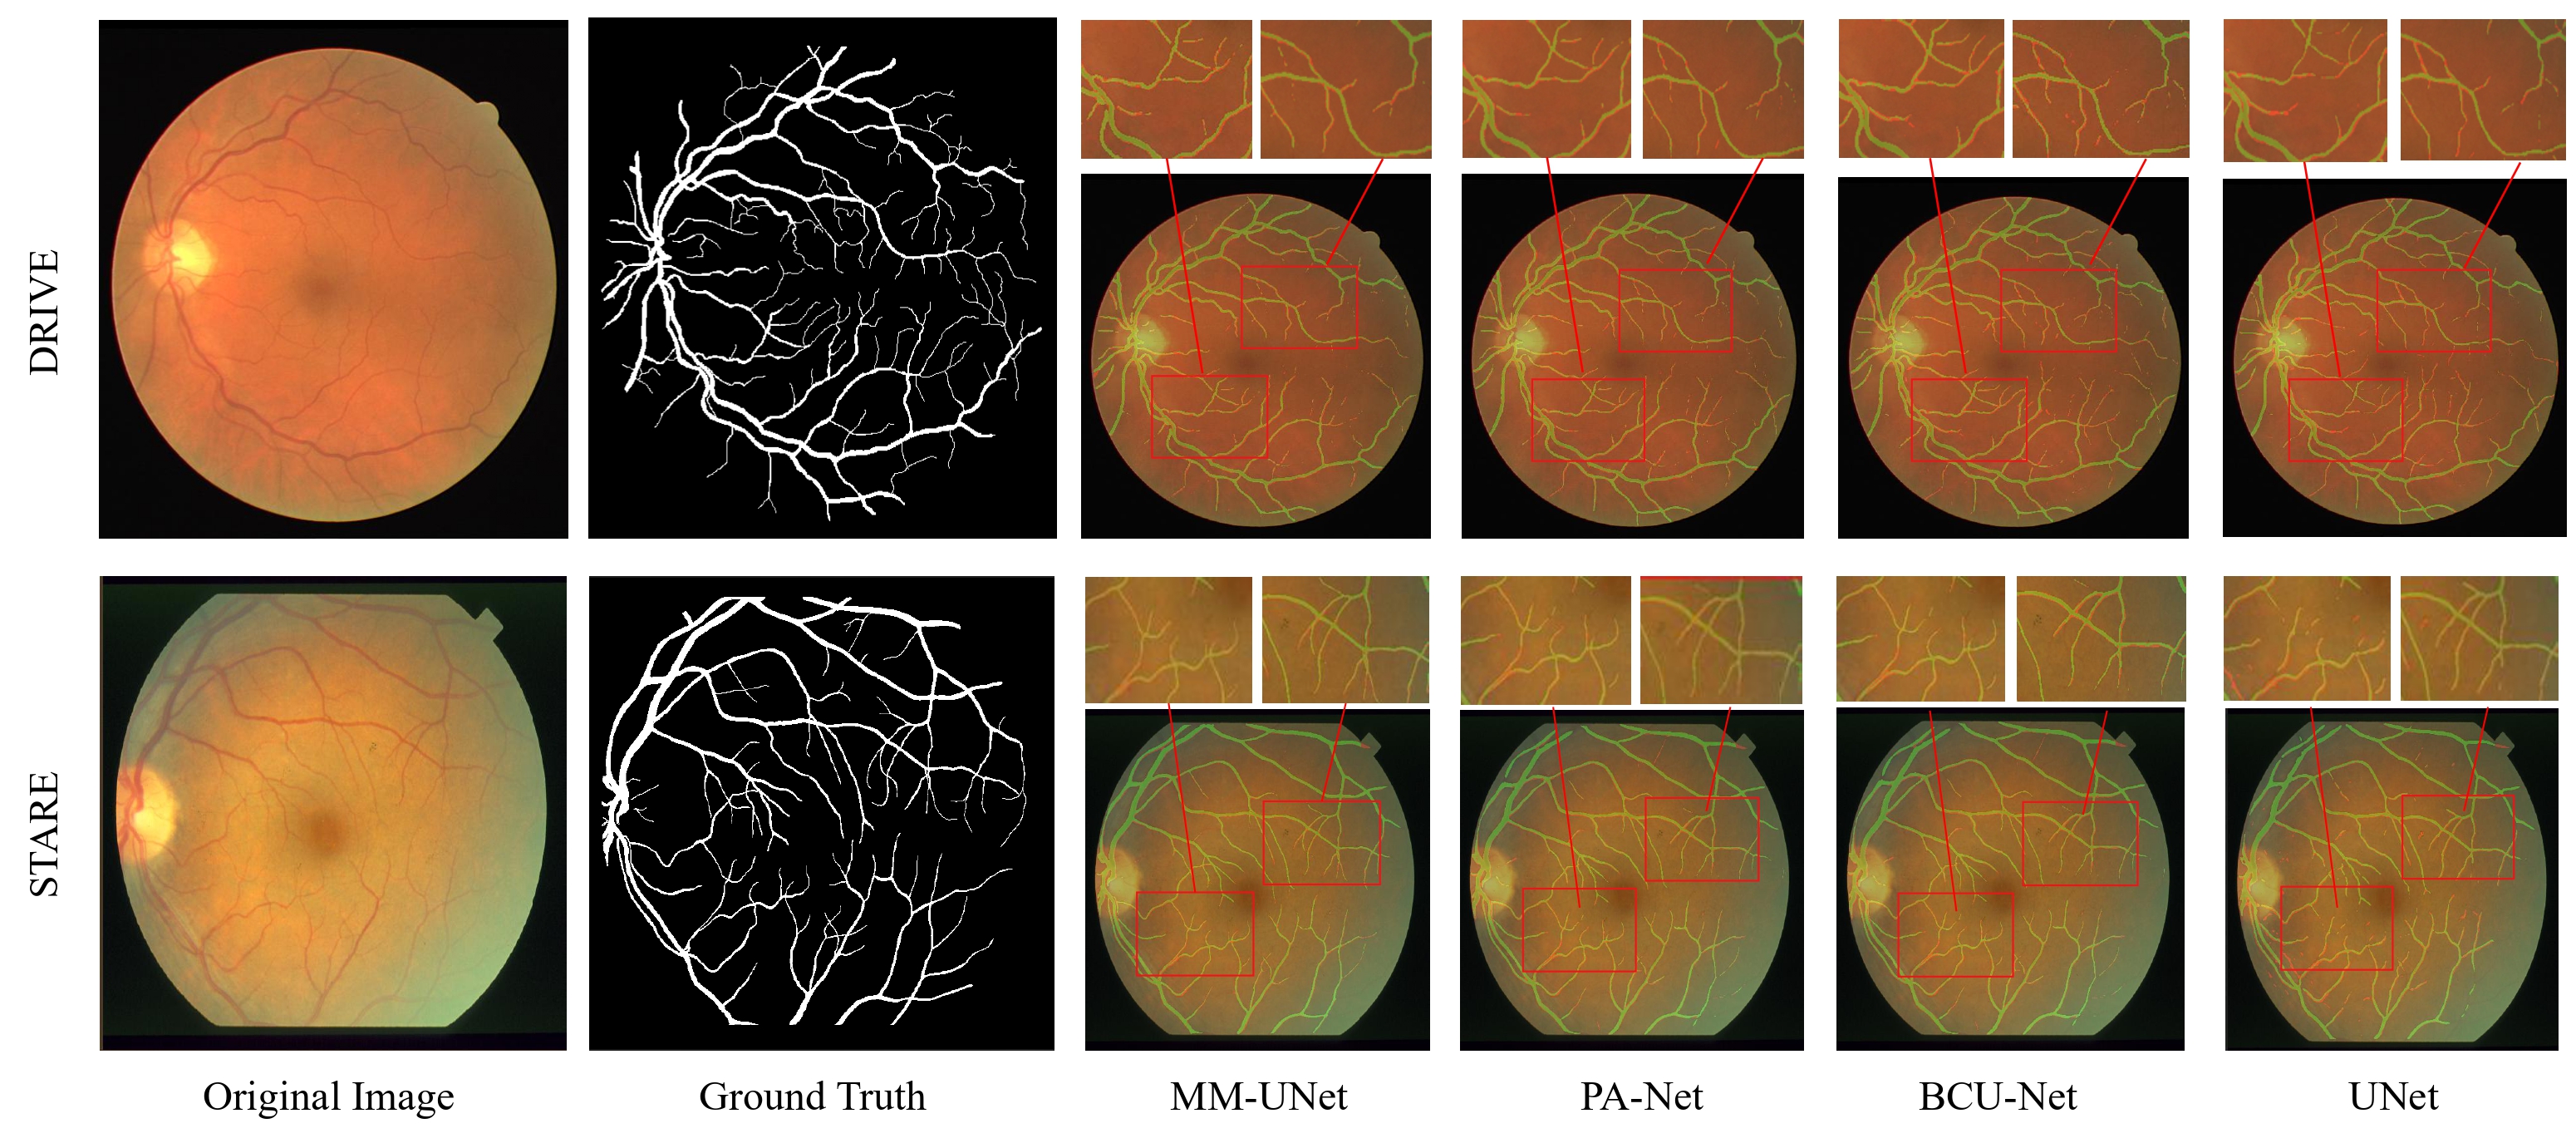 DRIVE
STARE
Original Image
Ground Truth
MM-UNet
PA-Net
BCU-Net
UNet